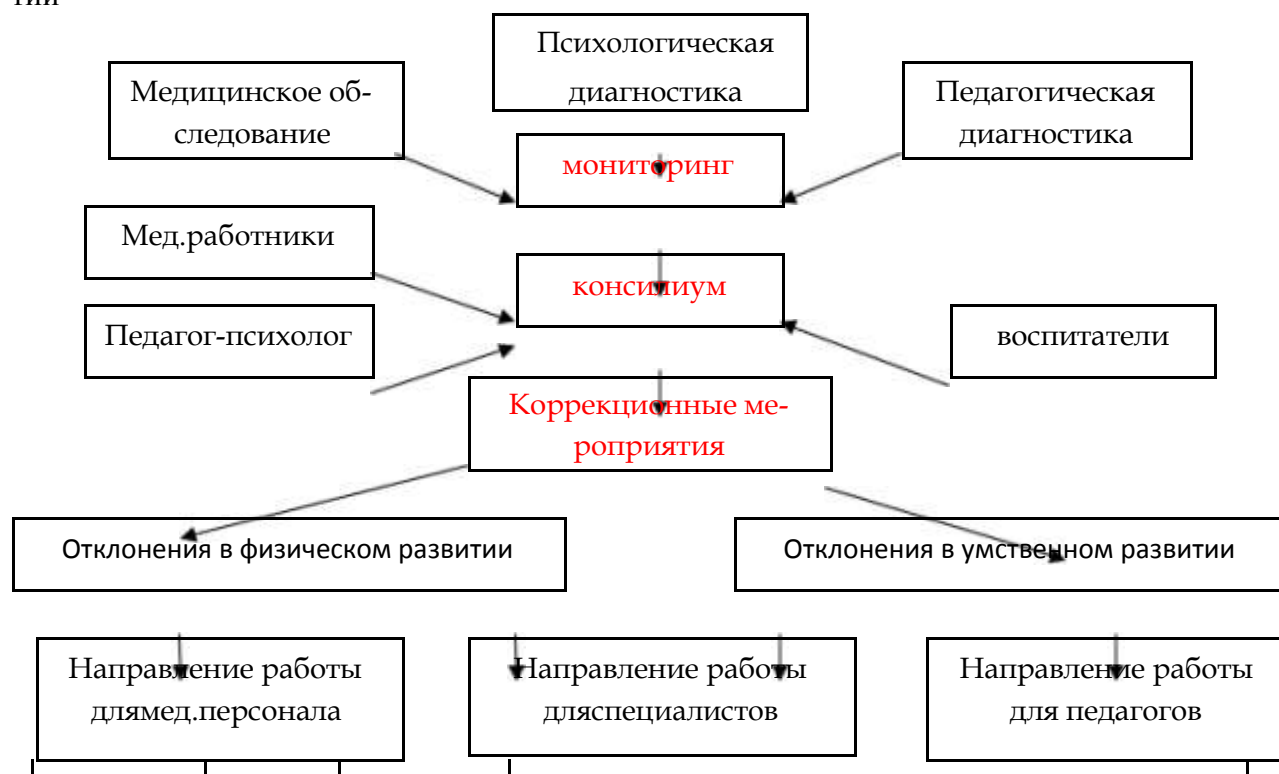 тии
Психологическая
диагностика
Медицинское об-
следование
Педагогическая
диагностика
мониторинг
Мед.работники
консилиум
Педагог-психолог
воспитатели
Коррекционные ме-
роприятия
Отклонения в физическом развитии
Отклонения в умственном развитии
Направление работы
длямед.персонала
Направление работы
дляспециалистов
Направление работы
для педагогов